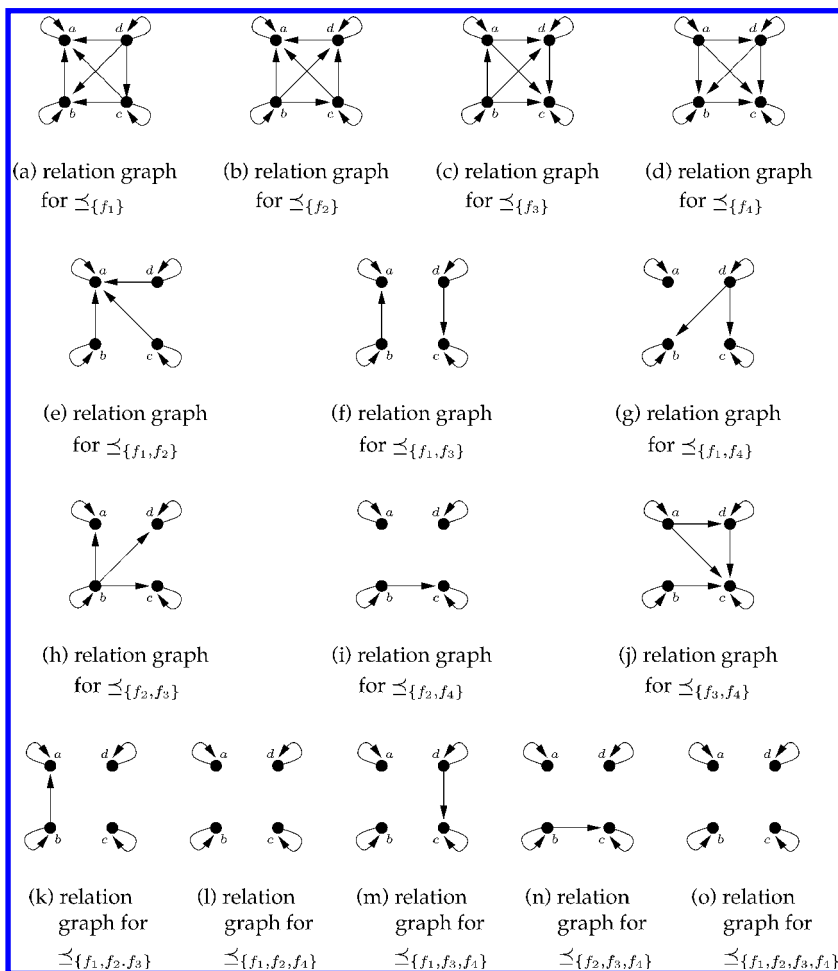 a d
b c
a d
b c
a d
b c
a d
b c
(a) relation graph
for ⪯{f1}
(b) relation graph
for ⪯{f2}
(c) relation graph
for ⪯{f3}
(d) relation graph
for ⪯{f4}
a d
b c
a d
b c
a d
b c
(e) relation graph
for ⪯{f1,f2}
(f) relation graph
for ⪯{f1,f3}
(g) relation graph
for ⪯{f1,f4}
a d
b c
a d
b c
a d
b c
(h) relation graph
for ⪯{f2,f3}
(i) relation graph
for ⪯{f2,f4}
(j) relation graph
for ⪯{f3,f4}
a d
b c
a d
b c
a d
b c
a d
b c
a d
b c
(k) relation
graph for
⪯{f1,f2.f3}
(l) relation
graph for
⪯{f1,f2,f4}
(m) relation
graph for
⪯{f1,f3,f4}
(n) relation
graph for
⪯{f2,f3,f4}
(o) relation
graph for
⪯{f1,f2,f3,f4}